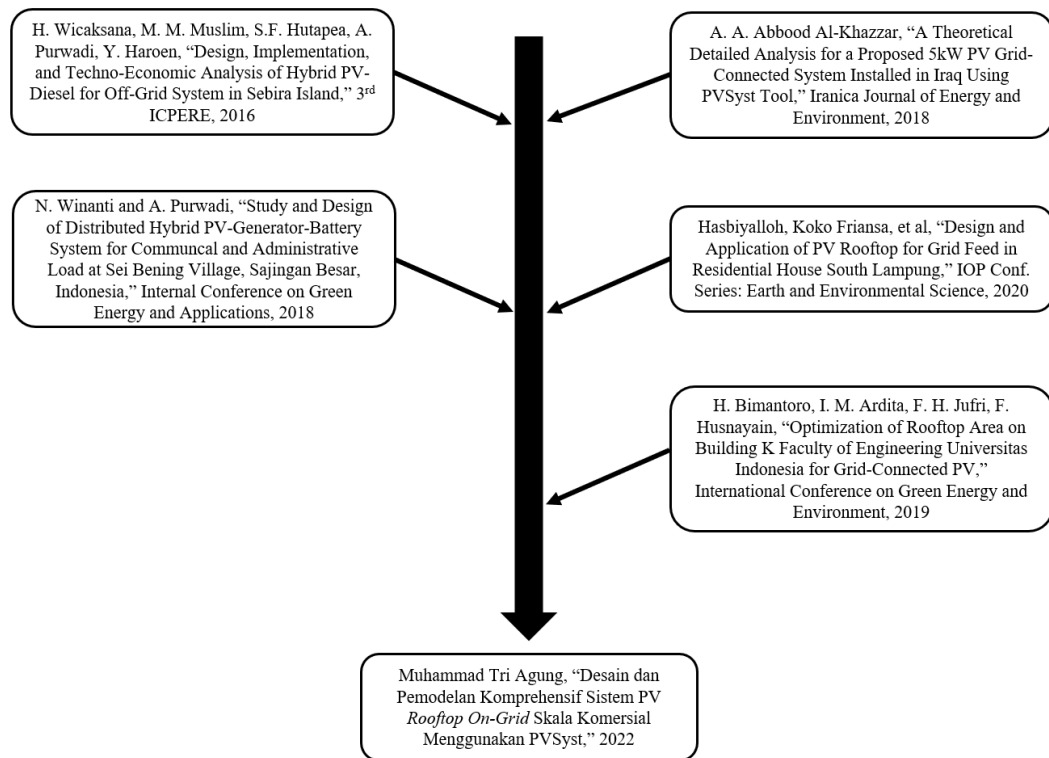 H. Wicaksana, M. M. Muslim, S.F. Hutapea, A.
Purwadi, Y. Haroen, “Design, Implementation,
and Techno-Economic Analysis of Hybrid PV-
Diesel for Off-Grid System in Sebira Island,” 3rd
ICPERE, 2016
A. A. Abbood Al-Khazzar, “A Theoretical
Detailed Analysis for a Proposed 5kW PV Grid-
Connected System Installed in Iraq Using
PVSyst Tool,” Iranica Journal of Energy and
Environment, 2018
N. Winanti and A. Purwadi, “Study and Design
of Distributed Hybrid PV-Generator-Battery
System for Communcal and Administrative
Load at Sei Bening Village, Sajingan Besar,
Indonesia,” Internal Conference on Green
Energy and Applications, 2018
Hasbiyalloh, Koko Friansa, et al, “Design and
Application of PV Rooftop for Grid Feed in
Residential House South Lampung,” IOP Conf.
Series: Earth and Environmental Science, 2020
H. Bimantoro, I. M. Ardita, F. H. Jufri, F.
Husnayain, “Optimization of Rooftop Area on
Building K Faculty of Engineering Universitas
Indonesia for Grid-Connected PV,”
International Conference on Green Energy and
Environment, 2019
Muhammad Tri Agung, “Desain dan
Pemodelan Komprehensif Sistem PV
Rooftop On-Grid Skala Komersial
Menggunakan PVSyst,” 2022